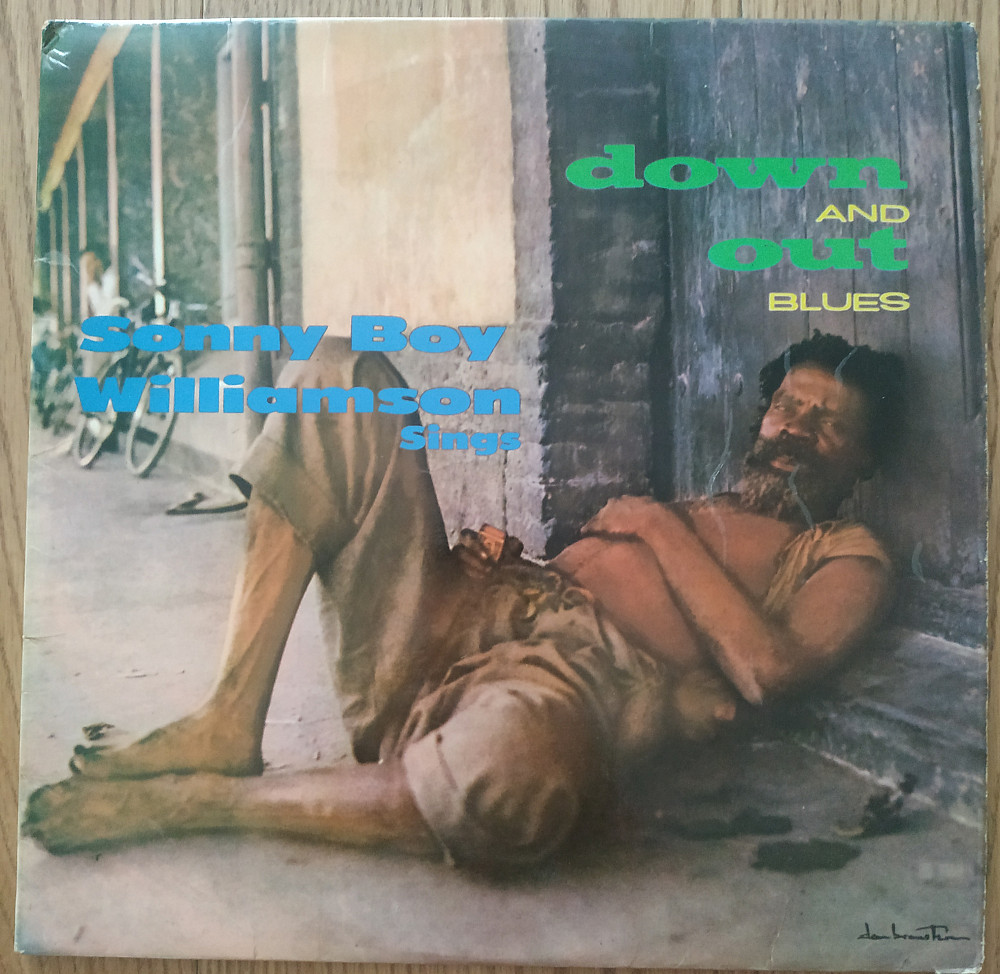 down
AND
out
BLUES
Sonny Boy
Williamson
Sings